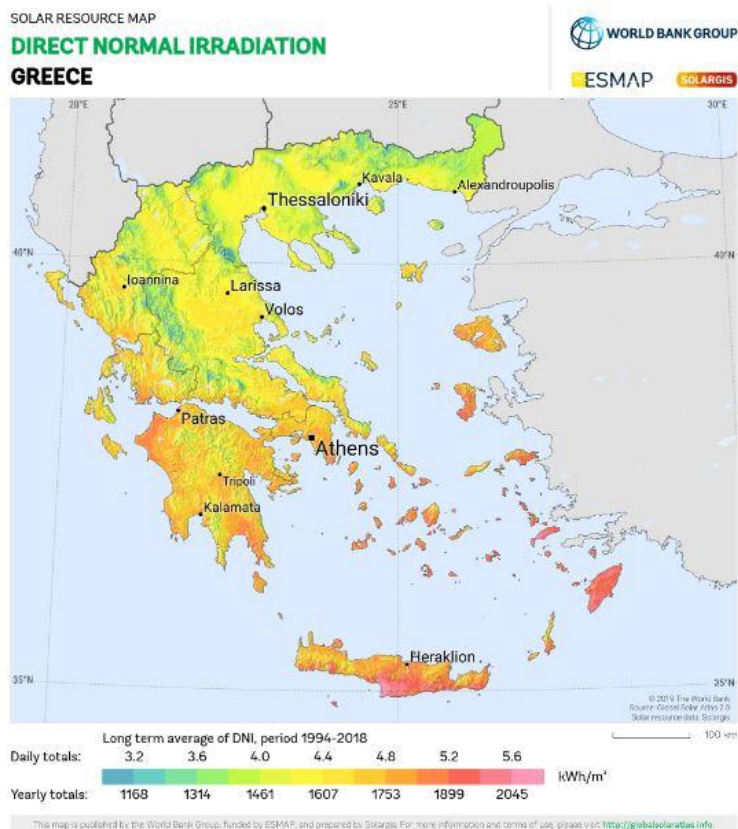 SOLAR RESOURCE MAP
DIRECT NORMAL IRRADIATION
GREECE
WORLD BANK GROUP
ESMAP
SOLARGIS
20°E
25°E
30°E
Kavala
Alexandroupolis
Thessaloniki
40°N
40°N
Ioannina
Larissa
Volos
Patras
Athens
Tripoli
Kalamata
Heraklion
35°N
35°N
© 2019 The World Bank
Source: Global Solar Atlas 2.0
Solar resource data: Solargis
100 km
Long term average of DNI, period 1994-2018
Daily totals: 3.2 3.6 4.0 4.4 4.8 5.2 5.6
kWh/m²
Yearly totals: 1168 1314 1461 1607 1753 1899 2045
This map is published by the World Bank Group, funded by ESMAP, and prepared by Solargis. For more information and terms of use, please visit http://globalsolaratlas.info.